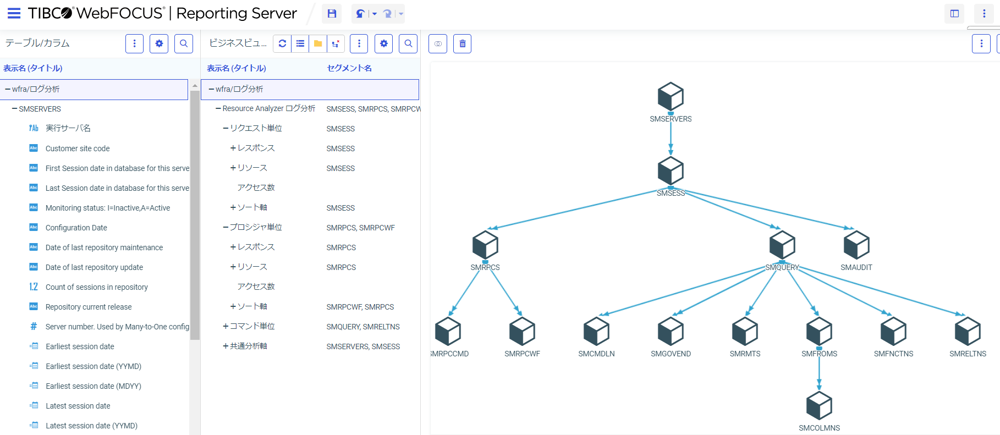 TIBCO® WebFOCUS® | Reporting Server
テーブル/カラム
表示名 (タイトル)
wfra/ログ分析
SMSERVERS
実行サーバ名
Customer site code
First Session date in database for this serve
Last Session date in database for this serve
Monitoring status: I=Inactive,A=Active
Configuration Date
Date of last repository maintenance
Date of last repository update
Count of sessions in repository
Repository current release
Server number. Used by Many-to-One config
Earliest session date
Earliest session date (YYMD)
Earliest session date (MDYY)
Latest session date
Latest session date (YYMD)
ビジネスビュ...
表示名 (タイトル) セグメント名
wfra/ログ分析
Resource Analyzer ログ分析 SMSESS, SMRPCS, SMRPCW
リクエスト単位 SMSESS
レスポンス SMSESS
リソース SMSESS
アクセス数
ソート軸 SMSESS
プロシジャ単位 SMRPCS, SMRPCWF
レスポンス SMRPCS
リソース SMRPCS
アクセス数
ソート軸 SMRPCWF, SMRPCS
コマンド単位 SMQUERY, SMRELTNS
共通分析軸 SMSERVERS, SMSESS
SMSERVERS
SMSESS
SMRPCS SMQUERY SMAUDIT
SMRPCCMD SMRPCWF SMCMDLN SMGOVEND SMRMTS SMFROMS SMFNCTNS SMRELTNS
SMCOLMNS